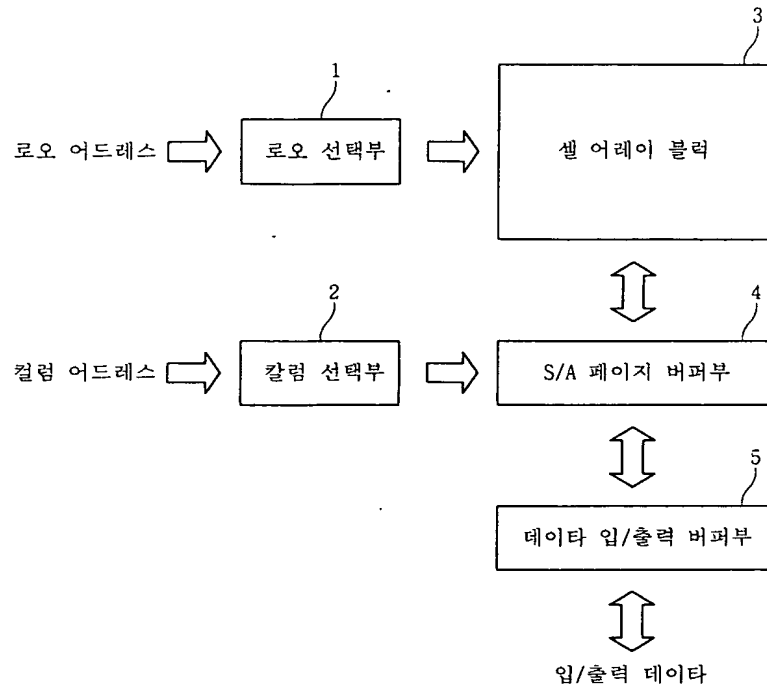 3
1
로오 어드레스
로오 선택부
셀 어레이 블럭
2
4
컬럼 어드레스
칼럼 선택부
S/A 페이지 버퍼부
5
데이타 입/출력 버퍼부
입/출력 데이타